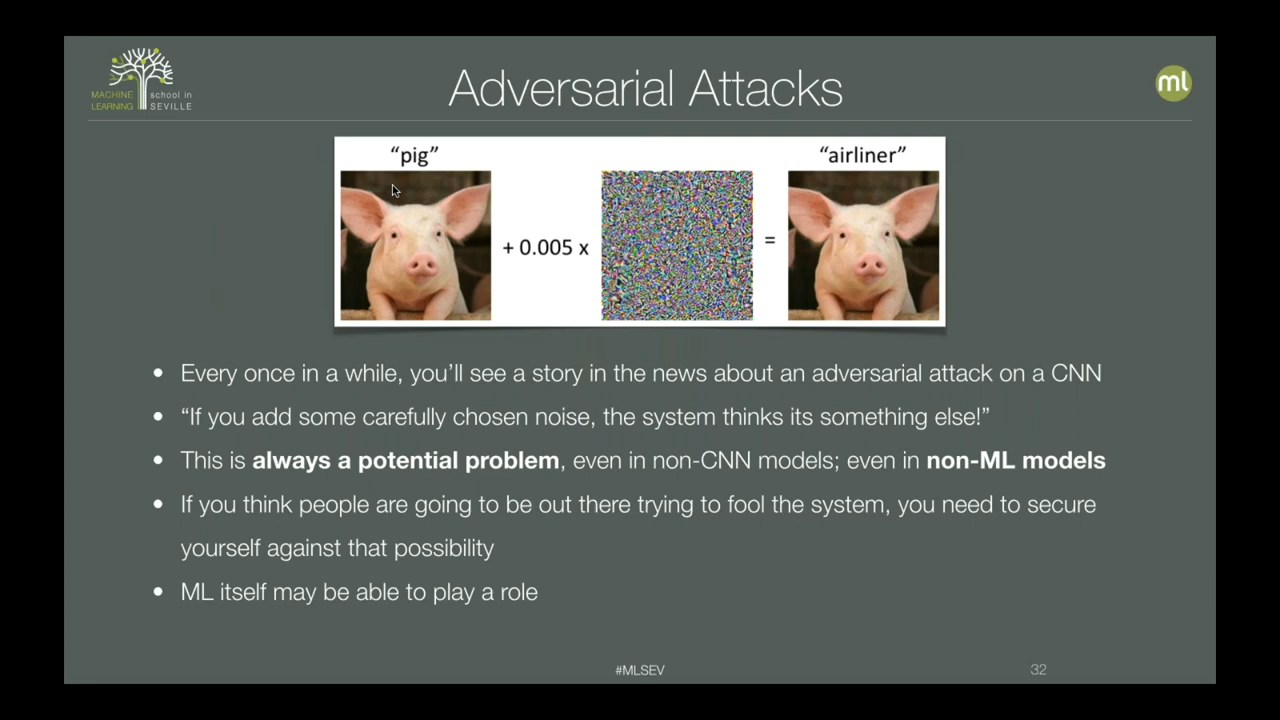 MACHINE LEARNING
school in SEVILLE
Adversarial Attacks
ml
“pig”
“airliner”
+ 0.005 x
=
• Every once in a while, you’ll see a story in the news about an adversarial attack on a CNN
• “If you add some carefully chosen noise, the system thinks its something else!”
• This is always a potential problem, even in non-CNN models; even in non-ML models
• If you think people are going to be out there trying to fool the system, you need to secure
yourself against that possibility
• ML itself may be able to play a role
#MLSEV
32